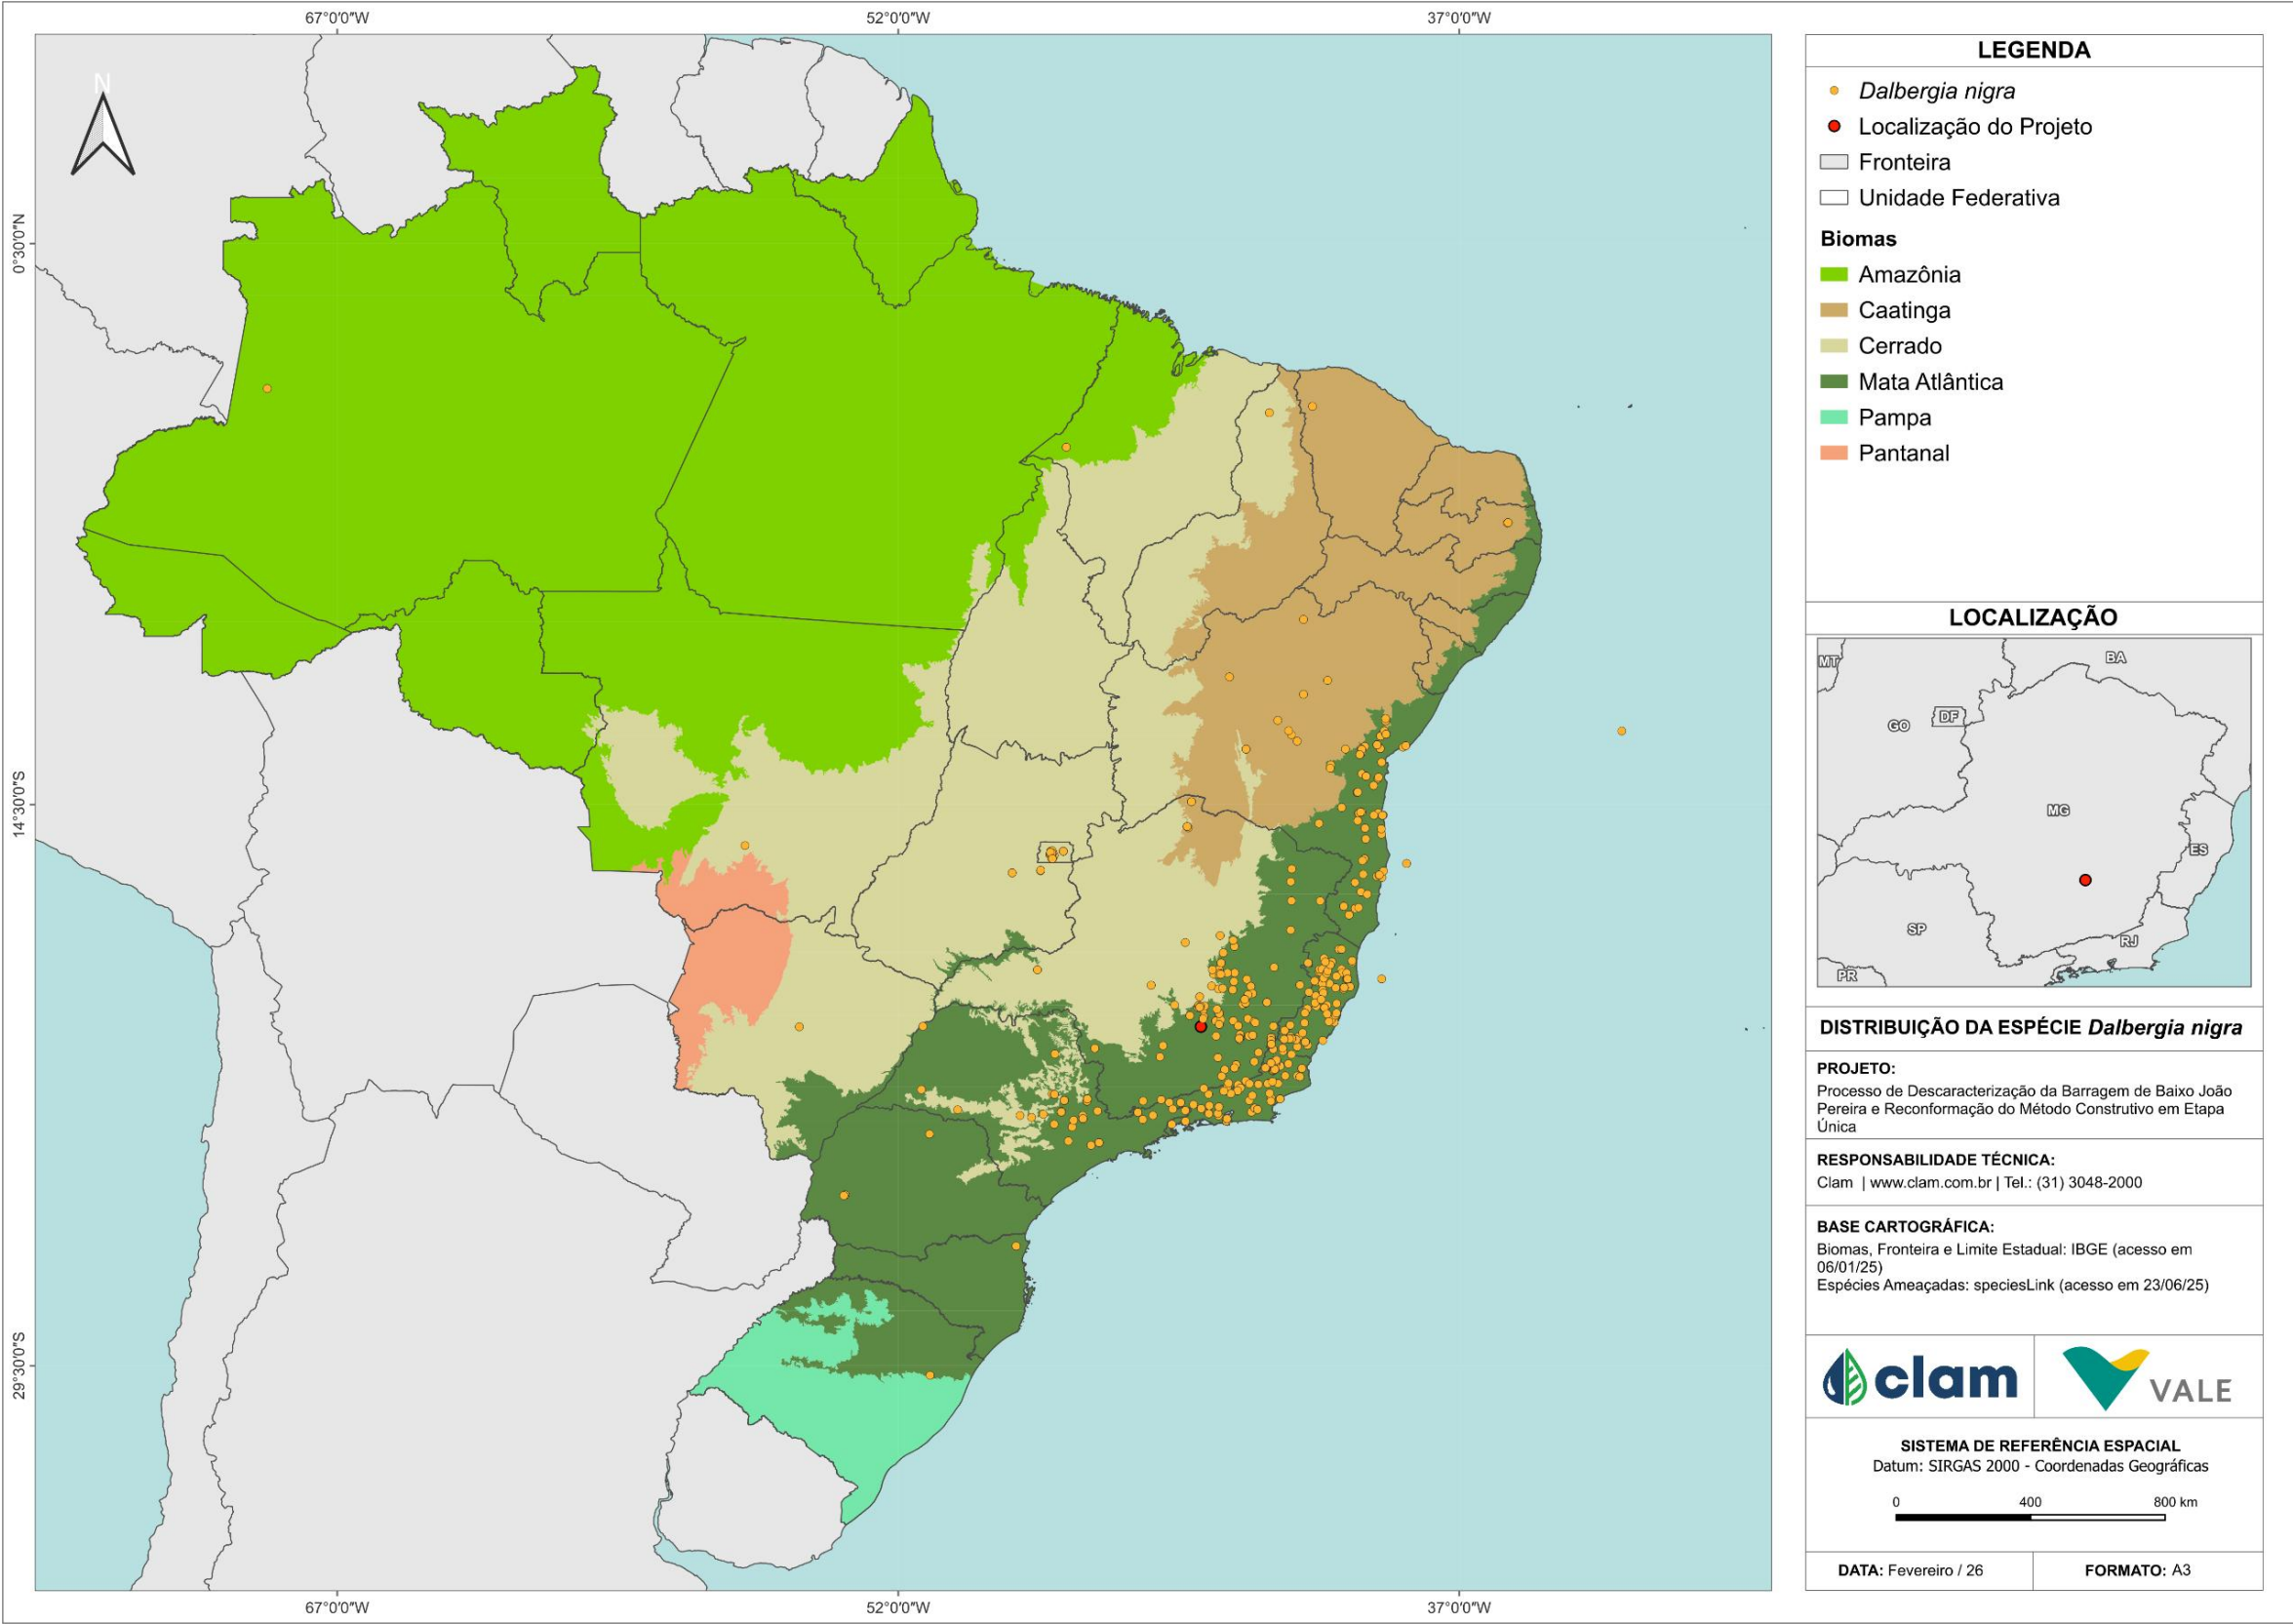 67°0'0"W
52°0'0"W
37°0'0"W
N
0°30'0"N
14°30'0"S
29°30'0"S
67°0'0"W
52°0'0"W
37°0'0"W
LEGENDA
Dalbergia nigra
Localização do Projeto
Fronteira
Unidade Federativa
Biomas
Amazônia
Caatinga
Cerrado
Mata Atlântica
Pampa
Pantanal
LOCALIZAÇÃO
MT
BA
GO
DF
MG
ES
SP
RJ
PR
DISTRIBUIÇÃO DA ESPÉCIE Dalbergia nigra
PROJETO:
Processo de Descaracterização da Barragem de Baixo João
Pereira e Reconformação do Método Construtivo em Etapa
Única
RESPONSABILIDADE TÉCNICA:
Clam | www.clam.com.br | Tel.: (31) 3048-2000
BASE CARTOGRÁFICA:
Biomas, Fronteira e Limite Estadual: IBGE (acesso em
06/01/25)
Espécies Ameaçadas: speciesLink (acesso em 23/06/25)
clam
VALE
SISTEMA DE REFERÊNCIA ESPACIAL
Datum: SIRGAS 2000 - Coordenadas Geográficas
0 400 800 km
DATA: Fevereiro / 26
FORMATO: A3